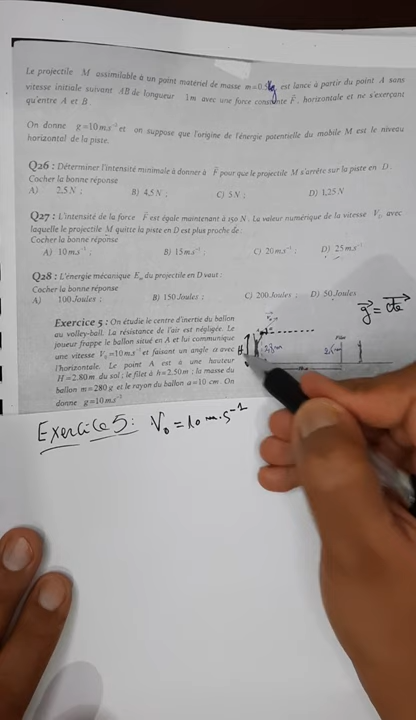 Le projectile M assimilable à un point matériel de masse m=0.5kg est lancé à partir du point A sans
vitesse initiale suivant AB de longueur 1m avec une force constante F, horizontale et ne s'exerçant
qu'entre A et B.
On donne g=10m.s⁻² et on suppose que l'origine de l'énergie potentielle du mobile M est le niveau
horizontal de la piste.
Q26 : Déterminer l'intensité minimale à donner à F pour que le projectile M s'arrête sur la piste en D.
Cocher la bonne réponse
A) 2,5N ; B) 4,5 N ; C) 5 N ; D) 1,25 N
Q27 : L'intensité de la force F est égale maintenant à 150 N. La valeur numérique de la vitesse V₀ avec
laquelle le projectile M quitte la piste en D est plus proche de.
Cocher la bonne réponse
A) 10 m.s⁻¹ ; B) 15 m.s⁻¹ ; C) 20 m.s⁻¹ ; D) 25 m.s⁻¹
Q28 : L'énergie mécanique Eₘ du projectile en D vaut :
Cocher la bonne réponse
A) 100 Joules ; B) 150 Joules ; C) 200 Joules ; D) 50 Joules
Exercice 5 : On étudie le centre d'inertie du ballon
au volley-ball. La résistance de l'air est négligée. Le
joueur frappe le ballon situé en A et lui communique
une vitesse V₀=10m.s⁻¹ et faisant un angle α avec
l'horizontale. Le point A est à une hauteur
H=2.80m du sol ; le filet à h=2.50m ; la masse du
ballon m=280 g et le rayon du ballon a=10 cm. On
donne g=10m.s⁻²
g = cte
H
Filet
Exercice 5: V₀ = 10 m.s⁻¹